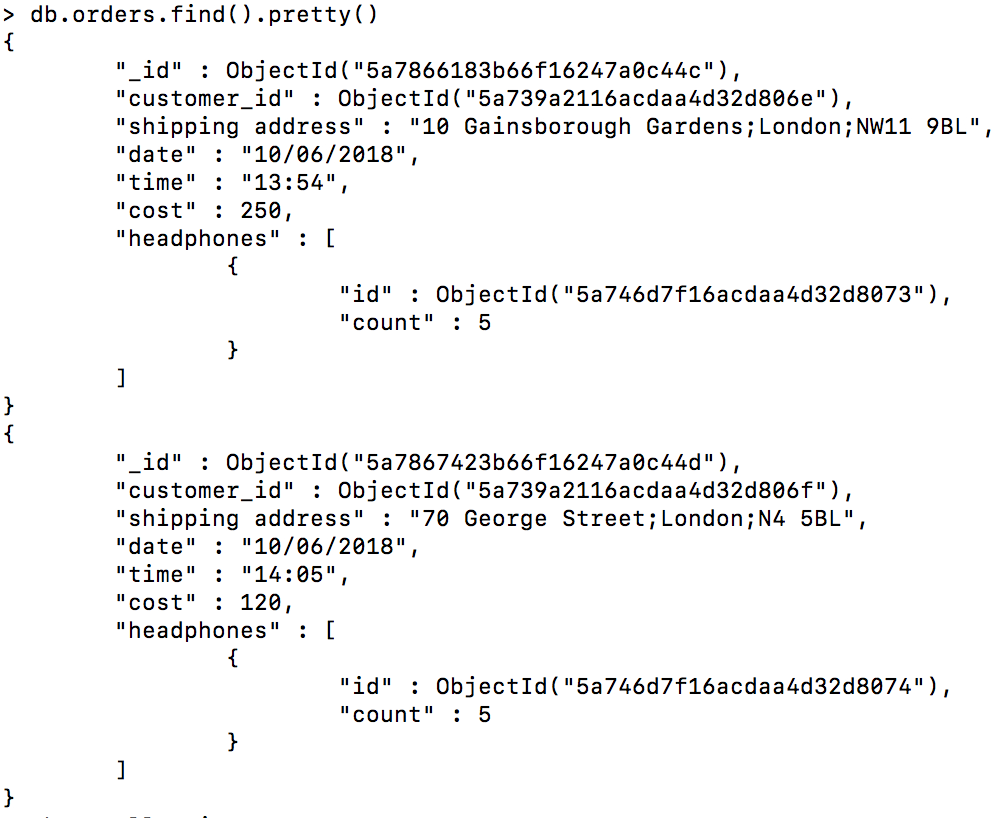 > db.orders.find().pretty()
{
        "_id" : ObjectId("5a7866183b66f16247a0c44c"),
        "customer_id" : ObjectId("5a739a2116acdaa4d32d806e"),
        "shipping address" : "10 Gainsborough Gardens;London;NW11 9BL",
        "date" : "10/06/2018",
        "time" : "13:54",
        "cost" : 250,
        "headphones" : [
                {
                        "id" : ObjectId("5a746d7f16acdaa4d32d8073"),
                        "count" : 5
                }
        ]
}
{
        "_id" : ObjectId("5a7867423b66f16247a0c44d"),
        "customer_id" : ObjectId("5a739a2116acdaa4d32d806f"),
        "shipping address" : "70 George Street;London;N4 5BL",
        "date" : "10/06/2018",
        "time" : "14:05",
        "cost" : 120,
        "headphones" : [
                {
                        "id" : ObjectId("5a746d7f16acdaa4d32d8074"),
                        "count" : 5
                }
        ]
}